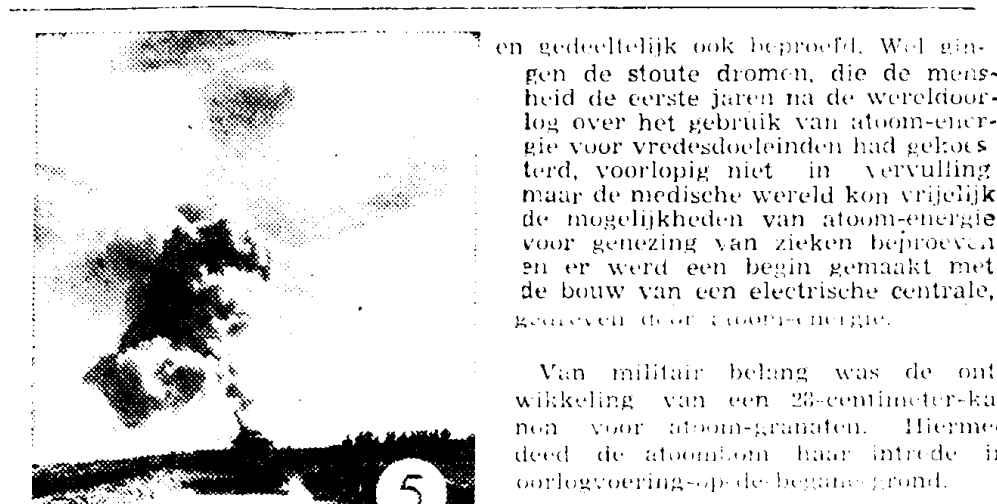 en gedeeltelijk ook beproefd. Wel gin-
gen de stoute dromen, die de mens-
heid de eerste jaren na de wereldoor-
log over het gebruik van atoom-ener-
gie voor vredesdoeleinden had gekoes
terd, voorlopig niet in vervulling
maar de medische wereld kon vrijelijk
de mogelijkheden van atoom-energie
voor genezing van zieken beproeven
en er werd een begin gemaakt met
de bouw van een electrische centrale,
gedreven door atoom-energie.
Van militair belang was de ont
wikkeling van een 28-centimeter-ka
non voor atoom-granaten. Hierme
deed de atoombom haar intrede i
oorlogvoering-op-de-begane-grond.
5